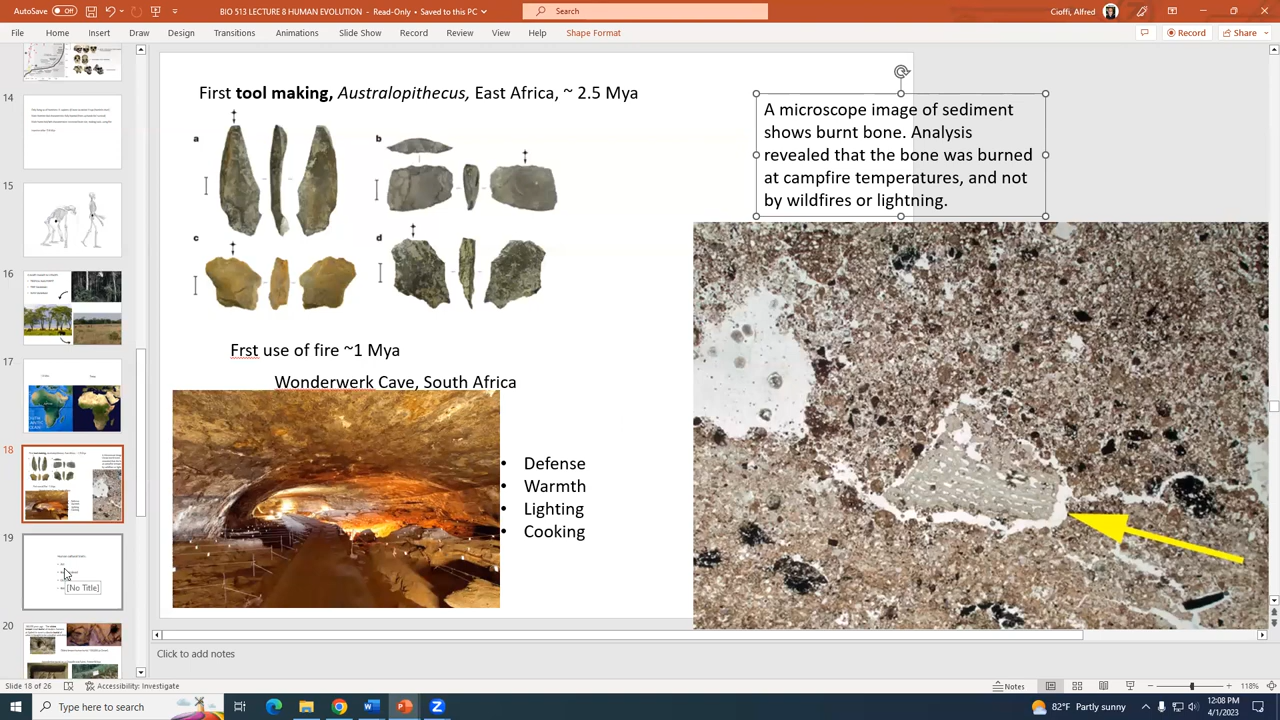 AutoSave
Off
BIO 513 LECTURE 8 HUMAN EVOLUTION - Read-Only • Saved to this PC
Search
Cioffi, Alfred
File Home Insert Draw Design Transitions Animations Slide Show Record Review View Help Shape Format
Record
Share
14
15
16
17
18
19
[No Title]
20
First tool making, Australopithecus, East Africa, ~ 2.5 Mya
a
b
c
d
A microscope image of sediment
shows burnt bone. Analysis
revealed that the bone was burned
at campfire temperatures, and not
by wildfires or lightning.
Frst use of fire ~1 Mya
Wonderwerk Cave, South Africa
• Defense
• Warmth
• Lighting
• Cooking
Click to add notes
Slide 18 of 26
Accessibility: Investigate
Notes
118%
Type here to search
82°F Partly sunny
12:08 PM
4/1/2023